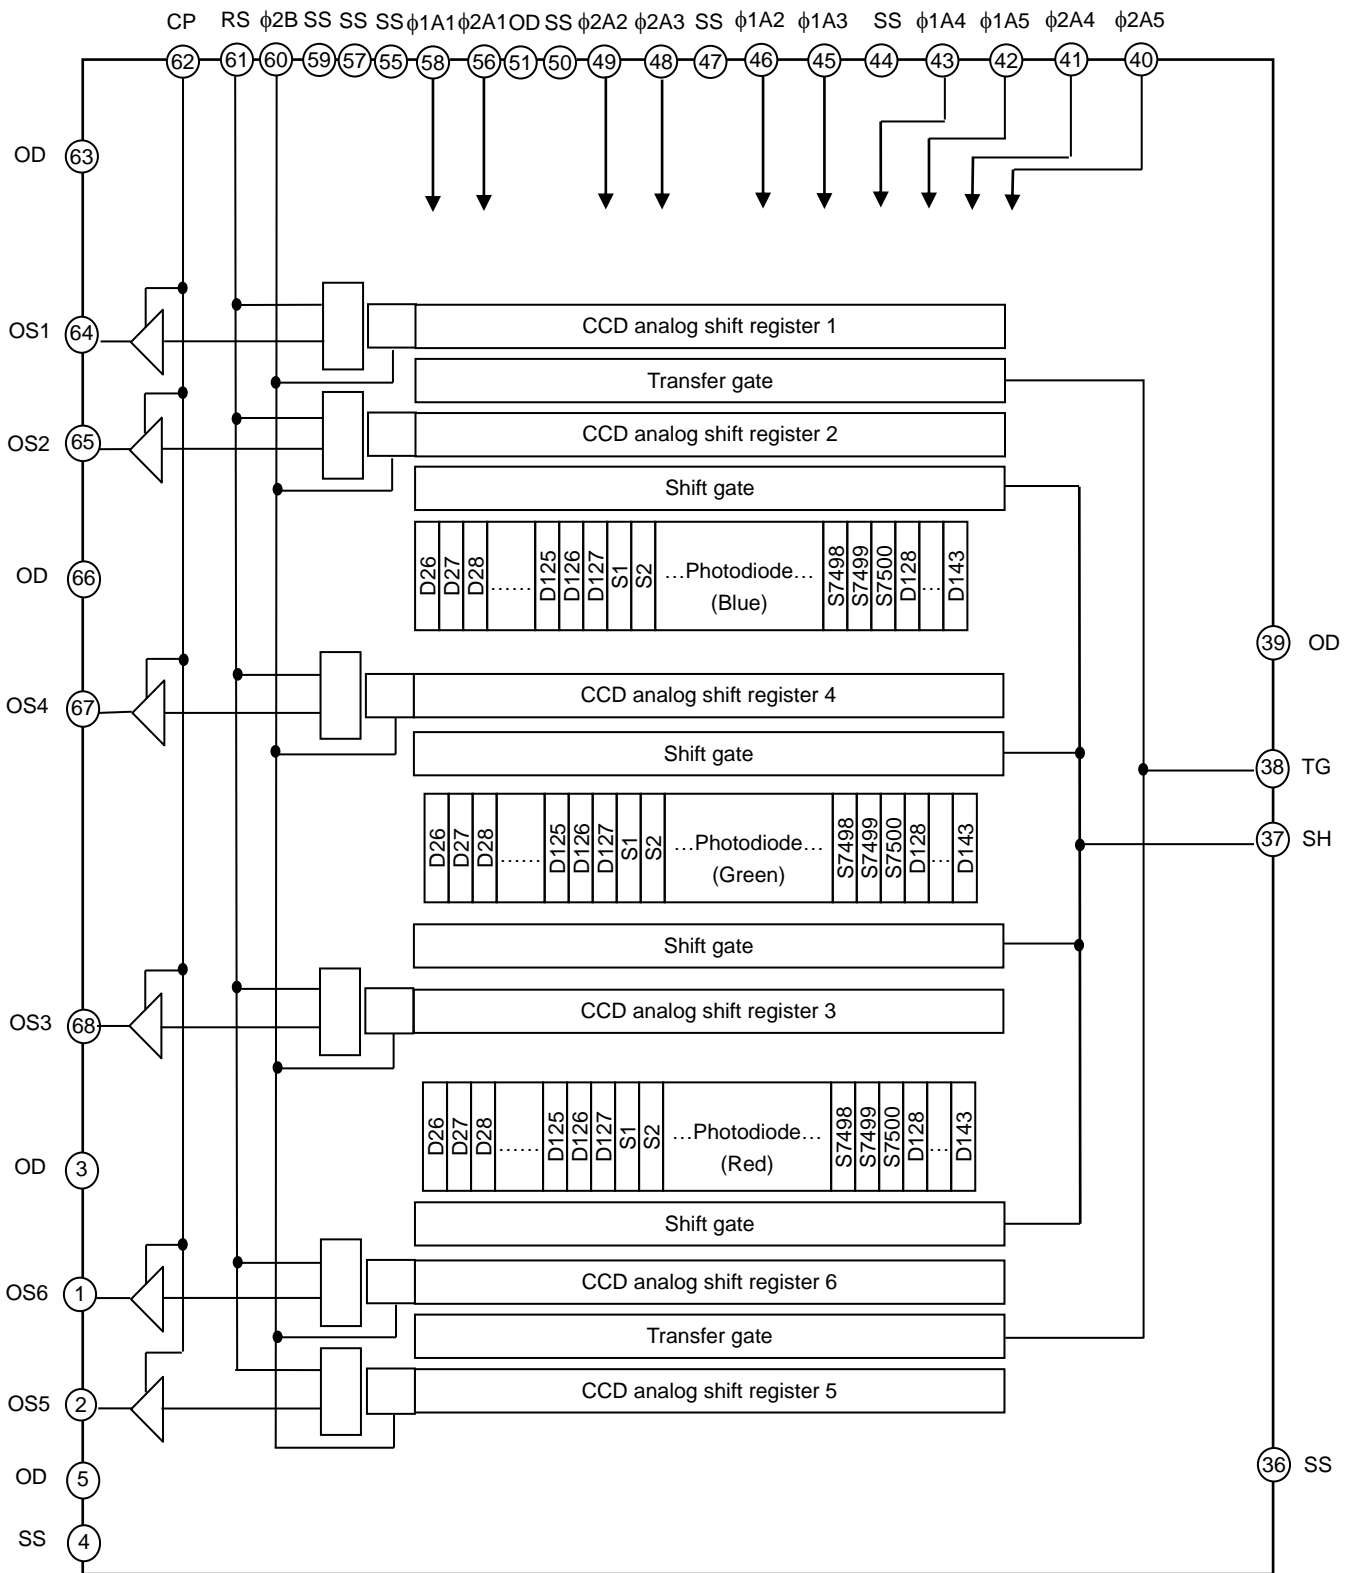 CP RS ϕ2B SS SS SS ϕ1A1 ϕ2A1 OD SS ϕ2A2 ϕ2A3 SS ϕ1A2 ϕ1A3 SS ϕ1A4 ϕ1A5 ϕ2A4 ϕ2A5
62 61 60 59 57 55 58 56 51 50 49 48 47 46 45 44 43 42 41 40
OD 63
OS1 64
CCD analog shift register 1
Transfer gate
OS2 65
CCD analog shift register 2
Shift gate
OD 66
D26 D27 D28 ...... D125 D126 D127 S1 S2 ...Photodiode... S7498 S7499 S7500 D128 ... D143
(Blue)
39 OD
OS4 67
CCD analog shift register 4
Shift gate
38 TG
37 SH
D26 D27 D28 ...... D125 D126 D127 S1 S2 ...Photodiode... S7498 S7499 S7500 D128 ... D143
(Green)
Shift gate
OS3 68
CCD analog shift register 3
D26 D27 D28 ...... D125 D126 D127 S1 S2 ...Photodiode... S7498 S7499 S7500 D128 ... D143
(Red)
OD 3
Shift gate
OS6 1
CCD analog shift register 6
Transfer gate
OS5 2
CCD analog shift register 5
OD 5
36 SS
SS 4